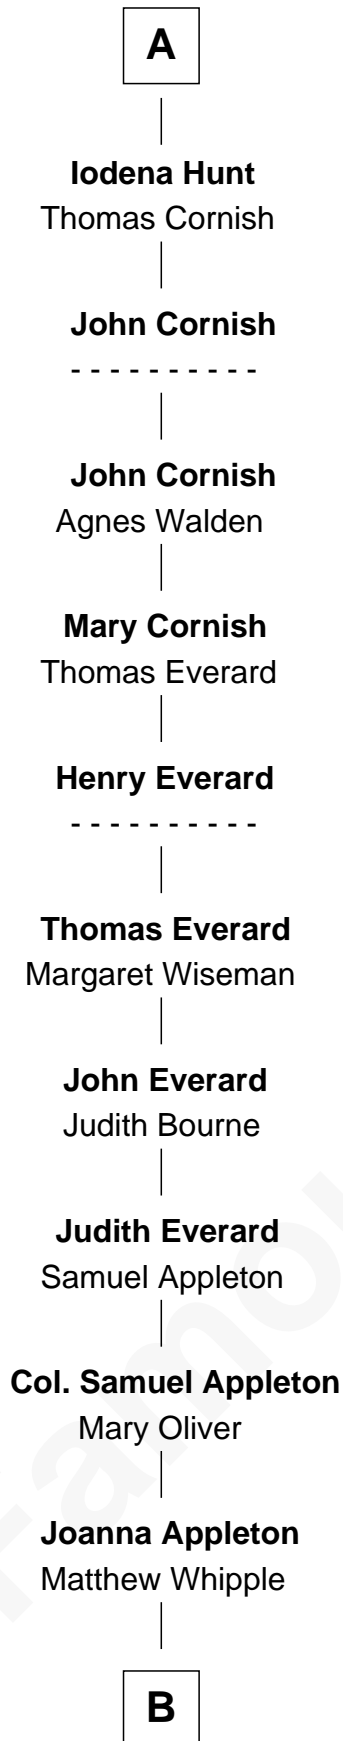 A
Iodena Hunt
Thomas Cornish
John Cornish
- - - - - - - - - -
John Cornish
Agnes Walden
Mary Cornish
Thomas Everard
Henry Everard
- - - - - - - - - -
Thomas Everard
Margaret Wiseman
John Everard
Judith Bourne
Judith Everard
Samuel Appleton
Col. Samuel Appleton
Mary Oliver
Joanna Appleton
Matthew Whipple
B